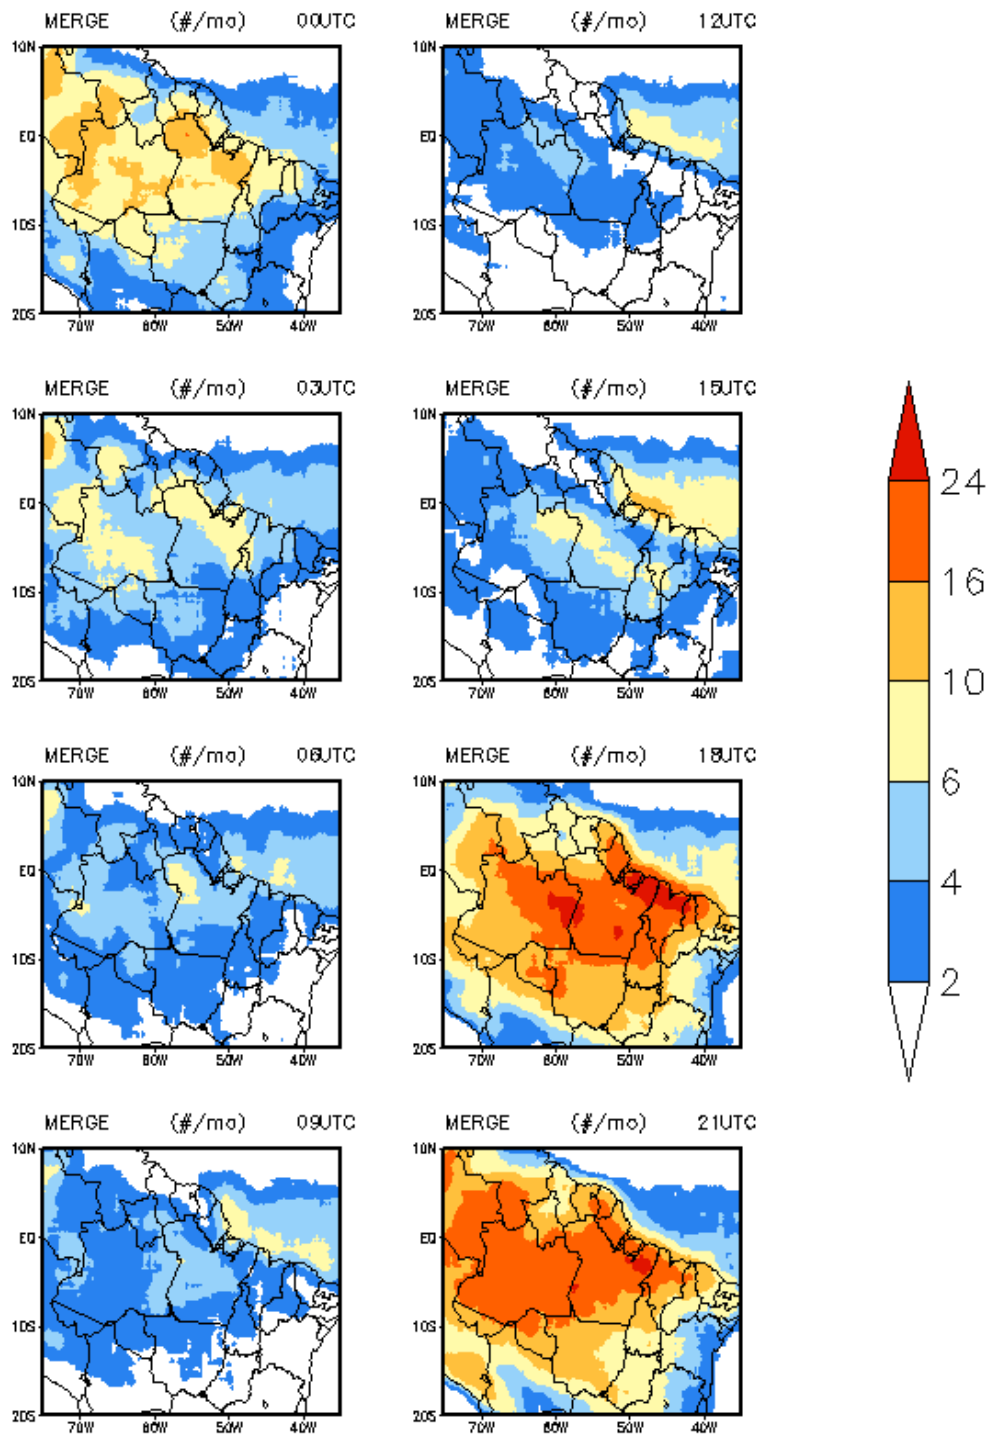 MERGE (#/mo) 00UTC
10N
EQ
10S
20S
70W 60W 50W 40W
MERGE (#/mo) 12UTC
10N
EQ
10S
20S
70W 60W 50W 40W
MERGE (#/mo) 03UTC
10N
EQ
10S
20S
70W 60W 50W 40W
MERGE (#/mo) 15UTC
10N
EQ
10S
20S
70W 60W 50W 40W
MERGE (#/mo) 06UTC
10N
EQ
10S
20S
70W 60W 50W 40W
MERGE (#/mo) 18UTC
10N
EQ
10S
20S
70W 60W 50W 40W
MERGE (#/mo) 09UTC
10N
EQ
10S
20S
70W 60W 50W 40W
MERGE (#/mo) 21UTC
10N
EQ
10S
20S
70W 60W 50W 40W
24
16
10
6
4
2